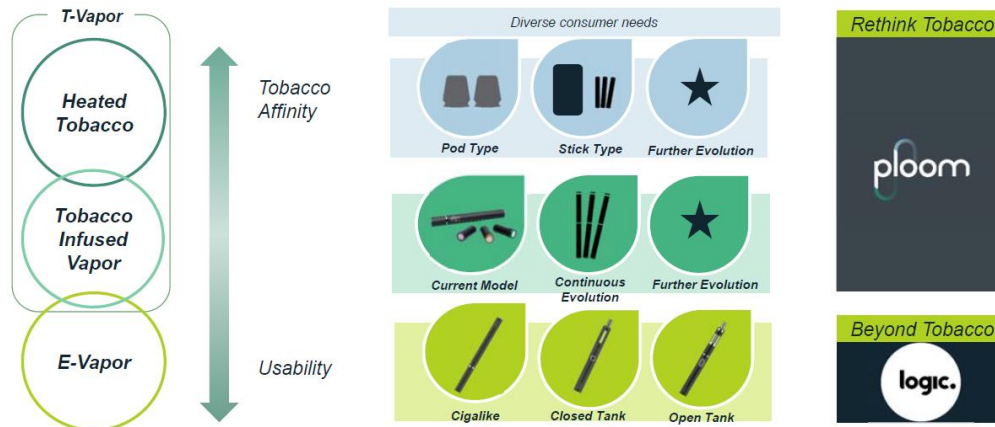 T-Vapor
Heated
Tobacco
Tobacco
Infused
Vapor
E-Vapor
Tobacco
Affinity
Usability
Diverse consumer needs
Pod Type
Stick Type
Further Evolution
Current Model
Continuous
Evolution
Further Evolution
Cigalike
Closed Tank
Open Tank
Rethink Tobacco
ploom
Beyond Tobacco
logic.